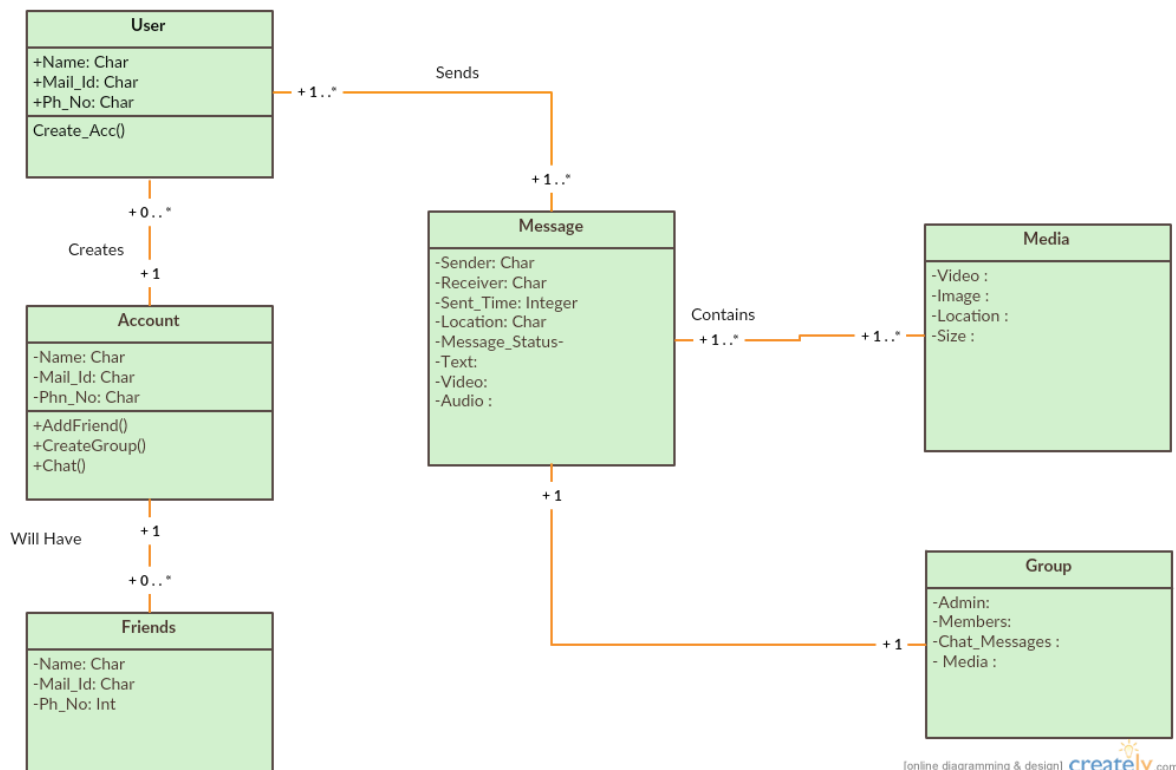 User
+Name: Char
+Mail_Id: Char
+Ph_No: Char
Create_Acc()
Sends
+ 1 . . *
+ 1 . . *
+ 0 . . *
Creates
+ 1
Account
-Name: Char
-Mail_Id: Char
-Phn_No: Char
+AddFriend()
+CreateGroup()
+Chat()
+ 1
Will Have
+ 0 . . *
Friends
-Name: Char
-Mail_Id: Char
-Ph_No: Int
Message
-Sender: Char
-Receiver: Char
-Sent_Time: Integer
-Location: Char
-Message_Status-
-Text:
-Video:
-Audio :
Contains
+ 1 . . *
+ 1 . . *
Media
-Video :
-Image :
-Location :
-Size :
+ 1
+ 1
Group
-Admin:
-Members:
-Chat_Messages :
- Media :
[online diagramming & design] creately.com